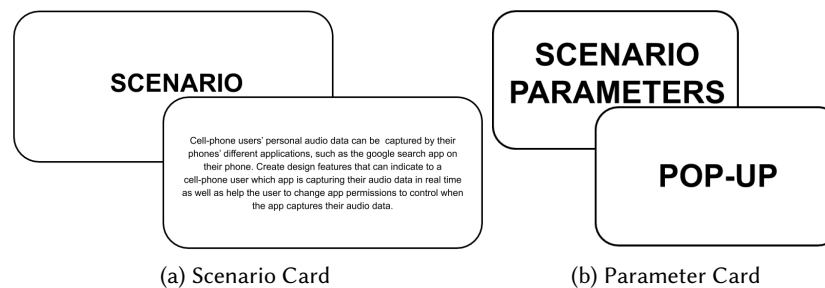 SCENARIO
Cell-phone users' personal audio data can be captured by their
phones' different applications, such as the google search app on
their phone. Create design features that can indicate to a
cell-phone user which app is capturing their audio data in real time
as well as help the user to change app permissions to control when
the app captures their audio data.
(a) Scenario Card
SCENARIO
PARAMETERS
POP-UP
(b) Parameter Card